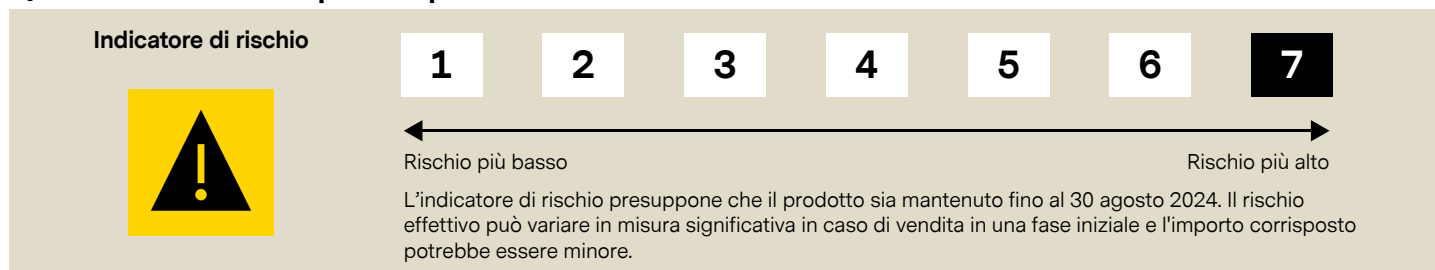 Indicatore di rischio
1 2 3 4 5 6 7
Rischio più basso Rischio più alto
L'indicatore di rischio presuppone che il prodotto sia mantenuto fino al 30 agosto 2024. Il rischio
effettivo può variare in misura significativa in caso di vendita in una fase iniziale e l'importo corrisposto
potrebbe essere minore.